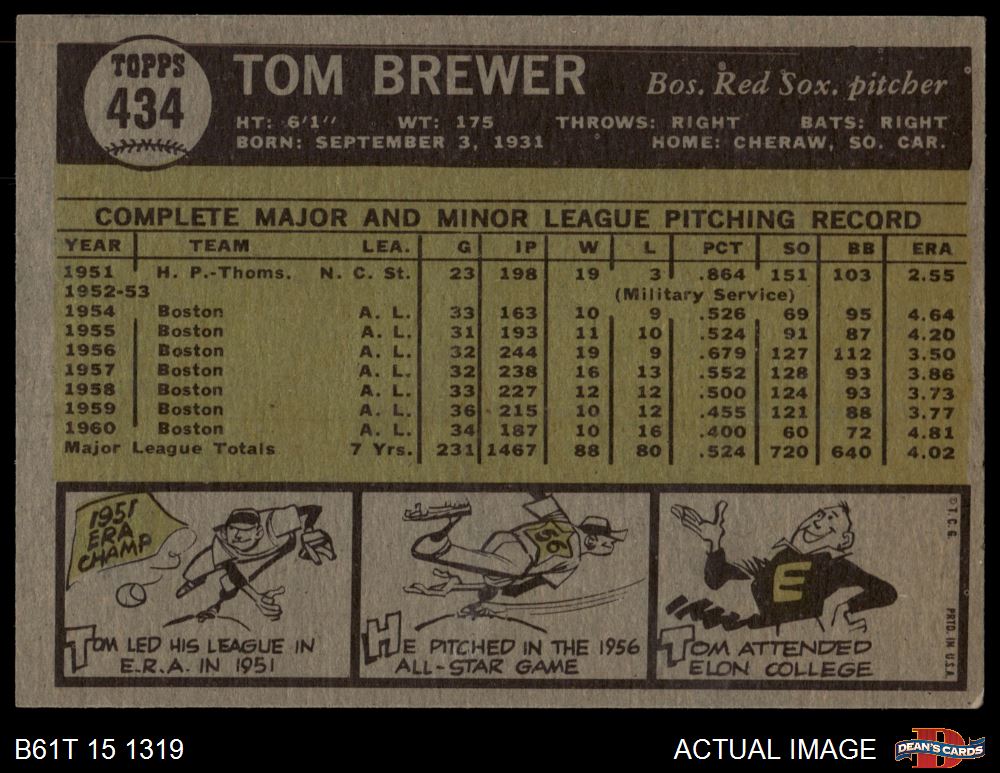 TOPPS
434
TOM BREWER Bos. Red Sox. pitcher
HT: 6'1" WT: 175 THROWS: RIGHT BATS: RIGHT
BORN: SEPTEMBER 3, 1931 HOME: CHERAW, SO. CAR.
COMPLETE MAJOR AND MINOR LEAGUE PITCHING RECORD
YEAR TEAM LEA. G IP W L PCT SO BB ERA
1951 H. P.-Thoms. N. C. St. 23 198 19 3 .864 151 103 2.55
1952-53 (Military Service)
1954 Boston A. L. 33 163 10 9 .526 69 95 4.64
1955 Boston A. L. 31 193 11 10 .524 91 87 4.20
1956 Boston A. L. 32 244 19 9 .679 127 112 3.50
1957 Boston A. L. 32 238 16 13 .552 128 93 3.86
1958 Boston A. L. 33 227 12 12 .500 124 93 3.73
1959 Boston A. L. 36 215 10 12 .455 121 88 3.77
1960 Boston A. L. 34 187 10 16 .400 60 72 4.81
Major League Totals 7 Yrs. 231 1467 88 80 .524 720 640 4.02
1951
ERA
CHAMP
TOM LED HIS LEAGUE IN
E.R.A. IN 1951
56
HE PITCHED IN THE 1956
ALL-STAR GAME
E
TOM ATTENDED
ELON COLLEGE
© T. C. G.
PRTD. IN U.S.A.
B61T 15 1319
ACTUAL IMAGE
DEAN'S CARDS